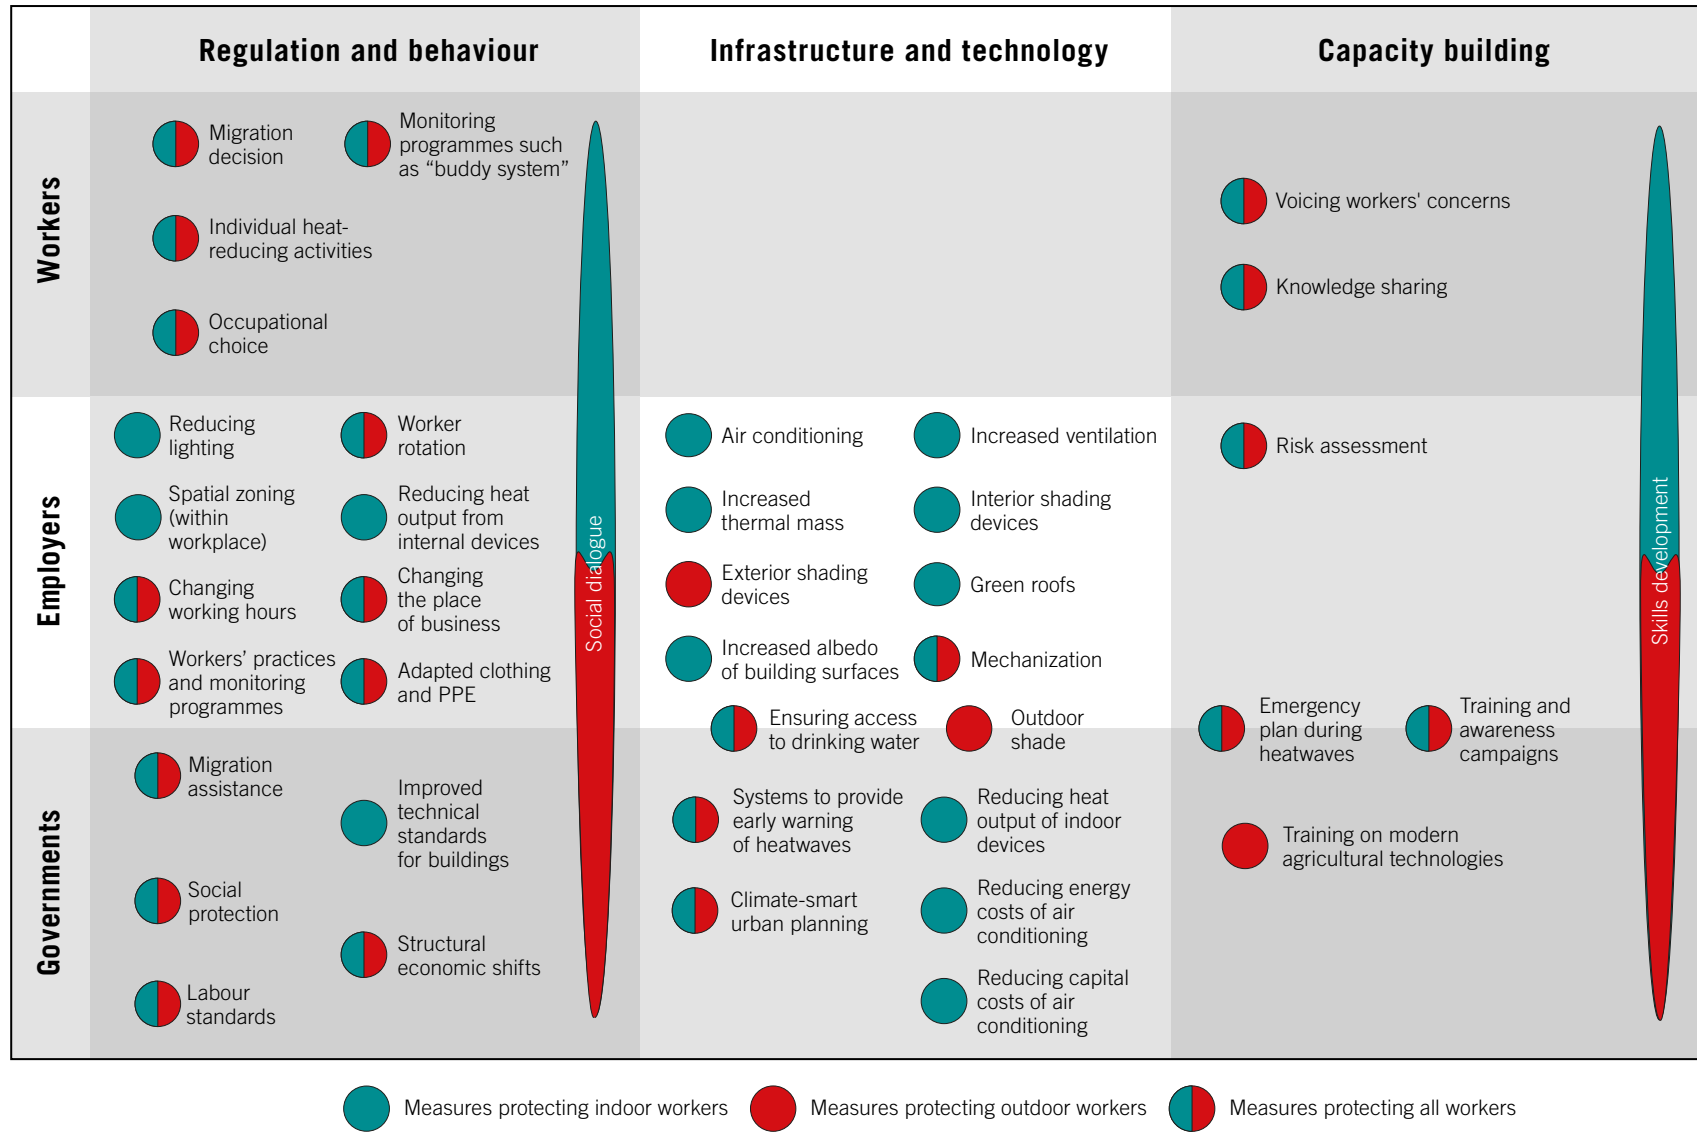 Regulation and behaviour
Infrastructure and technology
Capacity building
Workers
Migration
decision
Monitoring
programmes such
as “buddy system”
Individual heat-
reducing activities
Occupational
choice
Voicing workers' concerns
Knowledge sharing
Employers
Reducing
lighting
Worker
rotation
Spatial zoning
(within
workplace)
Reducing heat
output from
internal devices
Changing
working hours
Changing
the place
of business
Workers’ practices
and monitoring
programmes
Adapted clothing
and PPE
Social dialogue
Air conditioning
Increased ventilation
Increased
thermal mass
Interior shading
devices
Exterior shading
devices
Green roofs
Increased albedo
of building surfaces
Mechanization
Ensuring access
to drinking water
Outdoor
shade
Risk assessment
Skills development
Emergency
plan during
heatwaves
Training and
awareness
campaigns
Governments
Migration
assistance
Improved
technical
standards
for buildings
Social
protection
Structural
economic shifts
Labour
standards
Systems to provide
early warning
of heatwaves
Reducing heat
output of indoor
devices
Climate-smart
urban planning
Reducing energy
costs of air
conditioning
Reducing capital
costs of air
conditioning
Training on modern
agricultural technologies
Measures protecting indoor workers
Measures protecting outdoor workers
Measures protecting all workers